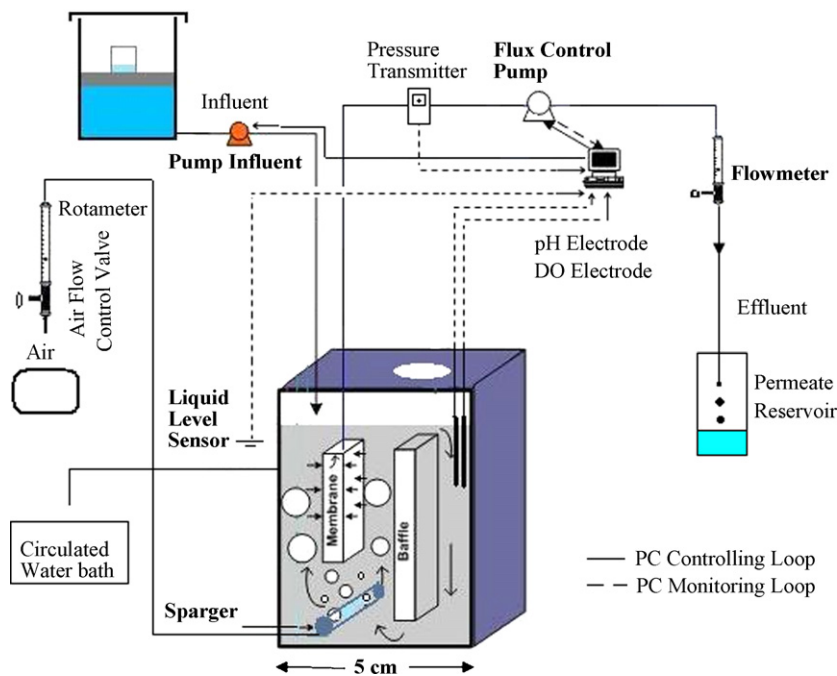 Pressure
Transmitter
Flux Control
Pump
Influent
Pump Influent
Flowmeter
Rotameter
Air Flow
Control Valve
Air
pH Electrode
DO Electrode
Effluent
Liquid
Level
Sensor
Permeate
Reservoir
Membrane
Baffle
Circulated
Water bath
Sparger
PC Controlling Loop
PC Monitoring Loop
5 cm